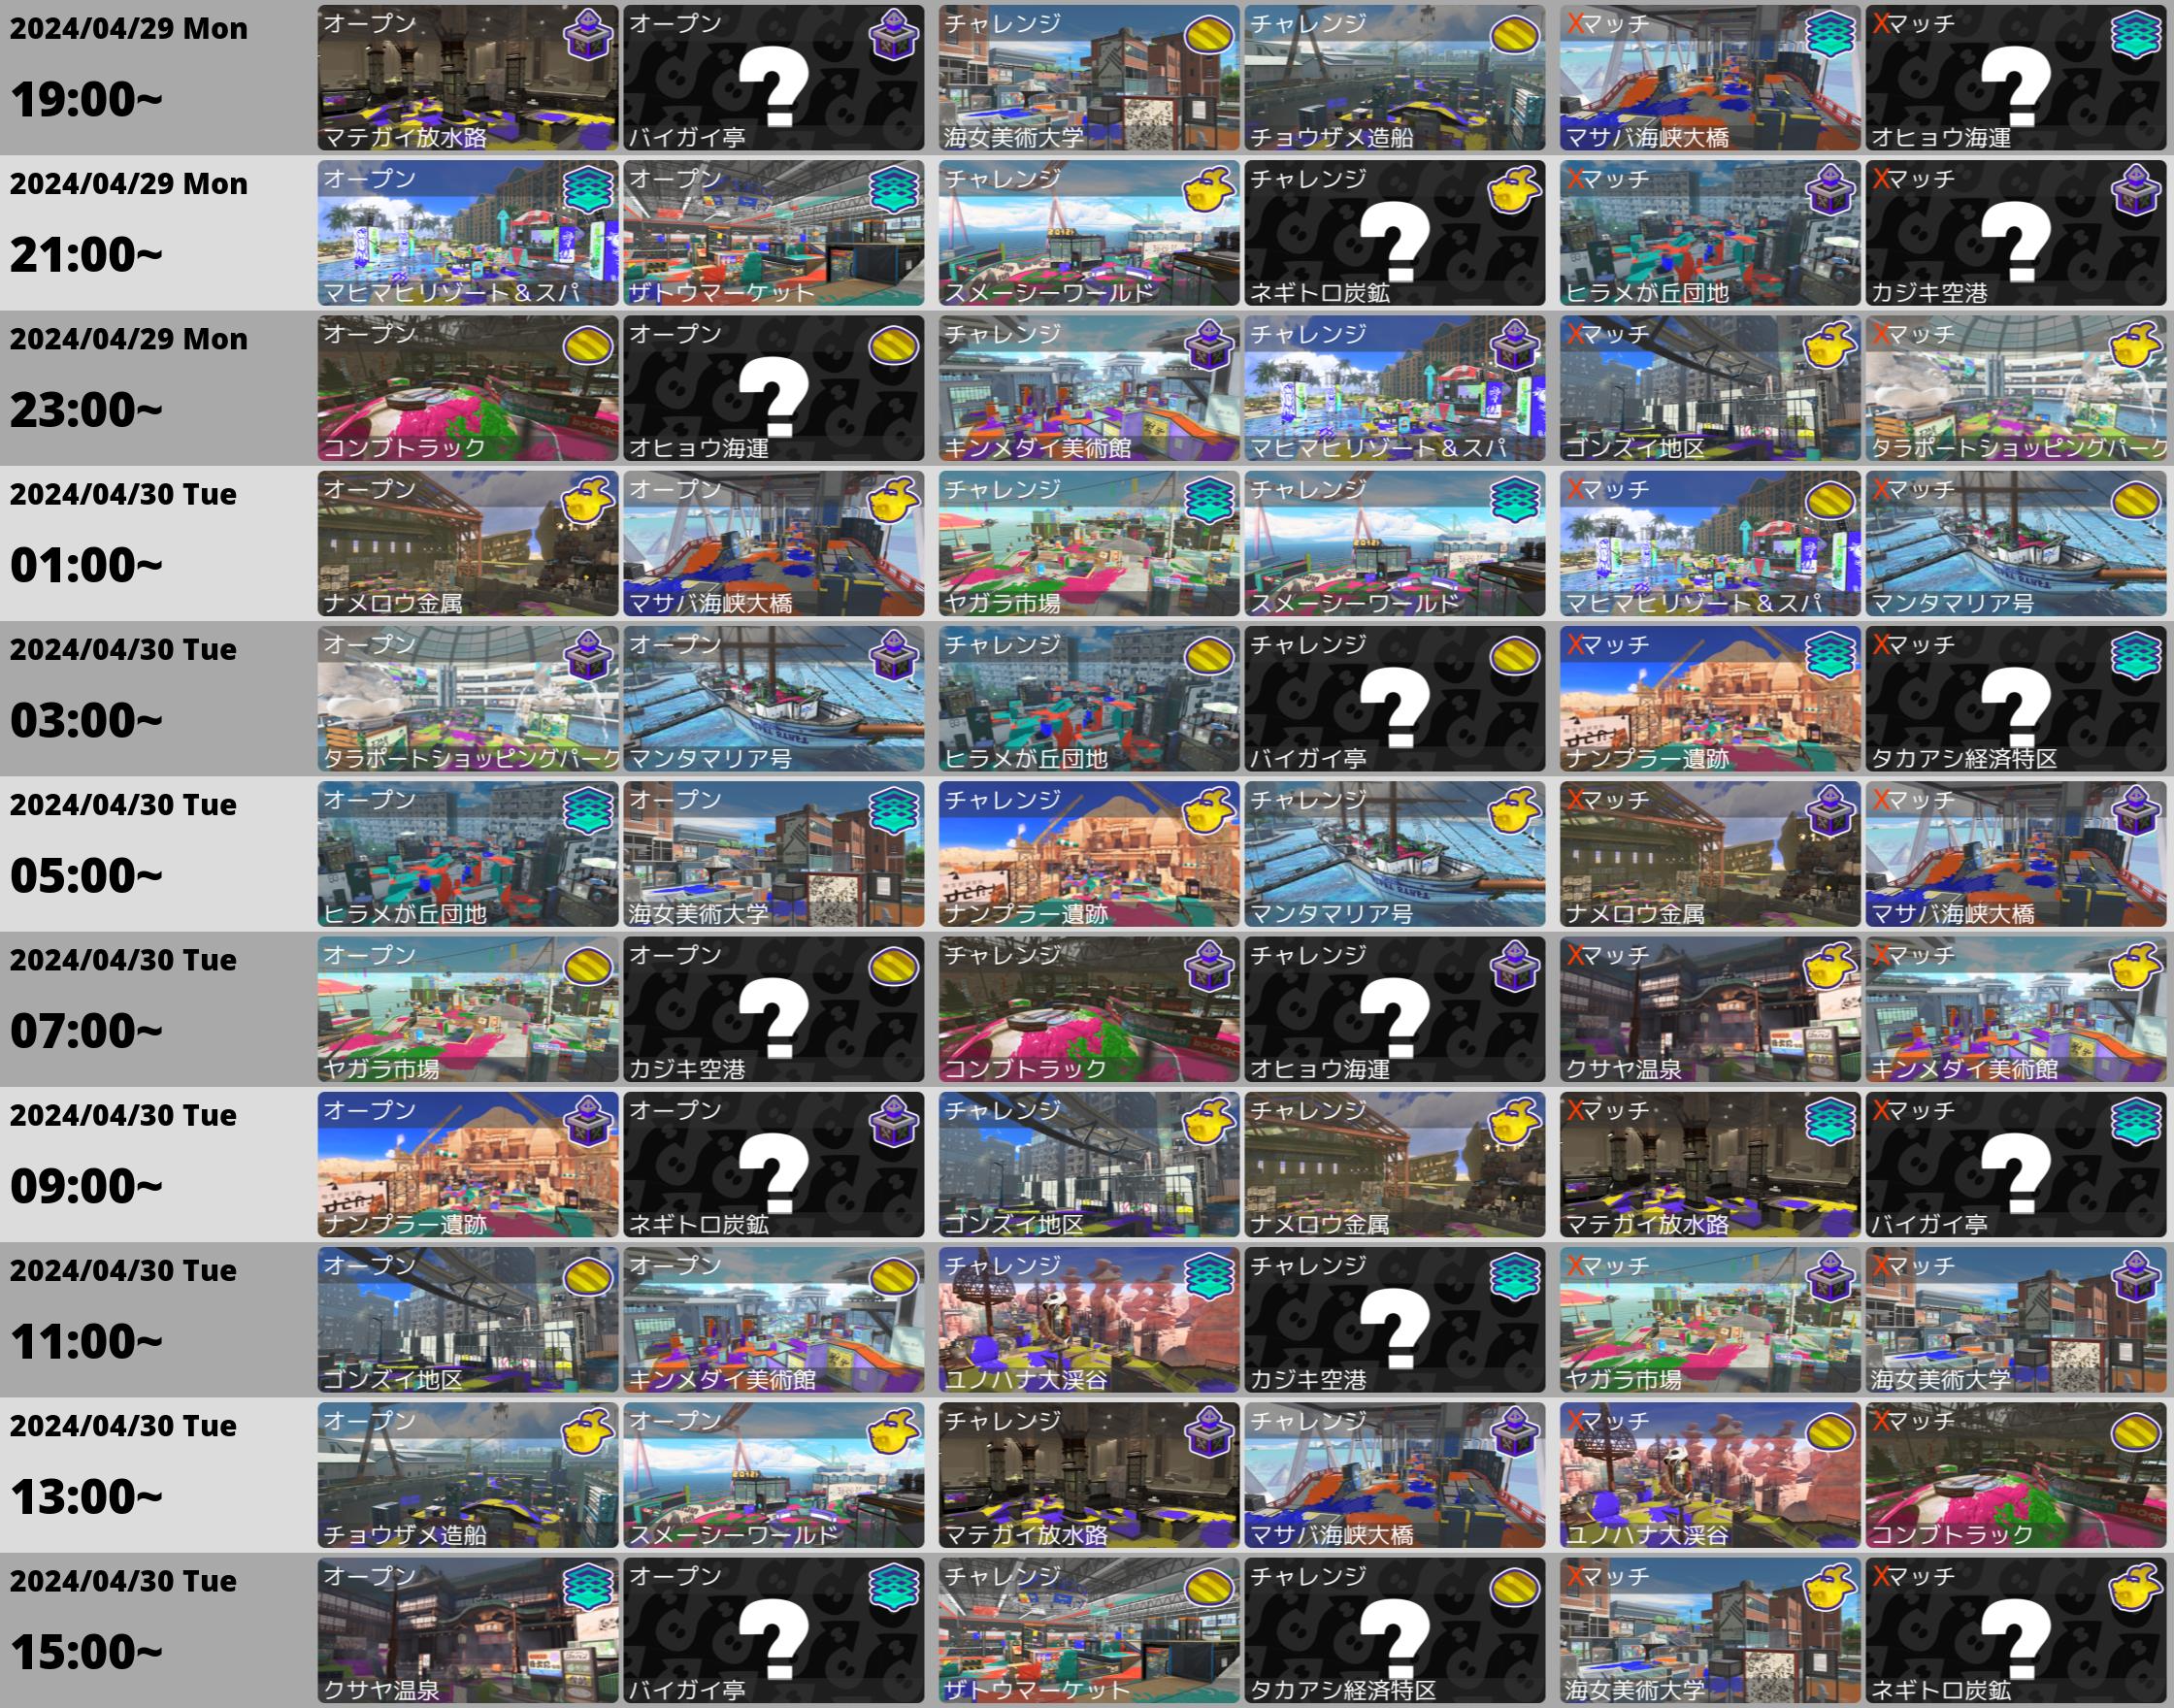 2024/04/29 Mon
19:00~
オープン
マテガイ放水路
オープン
バイガイ亭
チャレンジ
海女美術大学
チャレンジ
チョウザメ造船
Xマッチ
マサバ海峡大橋
Xマッチ
オヒョウ海運
2024/04/29 Mon
21:00~
オープン
マヒマヒリゾート＆スパ
オープン
ザトウマーケット
チャレンジ
スメーシーワールド
チャレンジ
ネギトロ炭鉱
Xマッチ
ヒラメが丘団地
Xマッチ
カジキ空港
2024/04/29 Mon
23:00~
オープン
コンブトラック
オープン
オヒョウ海運
チャレンジ
キンメダイ美術館
チャレンジ
マヒマヒリゾート＆スパ
Xマッチ
ゴンズイ地区
Xマッチ
タラポートショッピングパーク
2024/04/30 Tue
01:00~
オープン
ナメロウ金属
オープン
マサバ海峡大橋
チャレンジ
ヤガラ市場
チャレンジ
スメーシーワールド
Xマッチ
マヒマヒリゾート＆スパ
Xマッチ
マンタマリア号
2024/04/30 Tue
03:00~
オープン
タラポートショッピングパーク
オープン
マンタマリア号
チャレンジ
ヒラメが丘団地
チャレンジ
バイガイ亭
Xマッチ
ナンプラー遺跡
Xマッチ
タカアシ経済特区
2024/04/30 Tue
05:00~
オープン
ヒラメが丘団地
オープン
海女美術大学
チャレンジ
ナンプラー遺跡
チャレンジ
マンタマリア号
Xマッチ
ナメロウ金属
Xマッチ
マサバ海峡大橋
2024/04/30 Tue
07:00~
オープン
ヤガラ市場
オープン
カジキ空港
チャレンジ
コンブトラック
チャレンジ
オヒョウ海運
Xマッチ
クサヤ温泉
Xマッチ
キンメダイ美術館
2024/04/30 Tue
09:00~
オープン
ナンプラー遺跡
オープン
ネギトロ炭鉱
チャレンジ
ゴンズイ地区
チャレンジ
ナメロウ金属
Xマッチ
マテガイ放水路
Xマッチ
バイガイ亭
2024/04/30 Tue
11:00~
オープン
ゴンズイ地区
オープン
キンメダイ美術館
チャレンジ
ユノハナ大渓谷
チャレンジ
カジキ空港
Xマッチ
ヤガラ市場
Xマッチ
海女美術大学
2024/04/30 Tue
13:00~
オープン
チョウザメ造船
オープン
スメーシーワールド
チャレンジ
マテガイ放水路
チャレンジ
マサバ海峡大橋
Xマッチ
ユノハナ大渓谷
Xマッチ
コンブトラック
2024/04/30 Tue
15:00~
オープン
クサヤ温泉
オープン
バイガイ亭
チャレンジ
ザトウマーケット
チャレンジ
タカアシ経済特区
Xマッチ
海女美術大学
Xマッチ
ネギトロ炭鉱